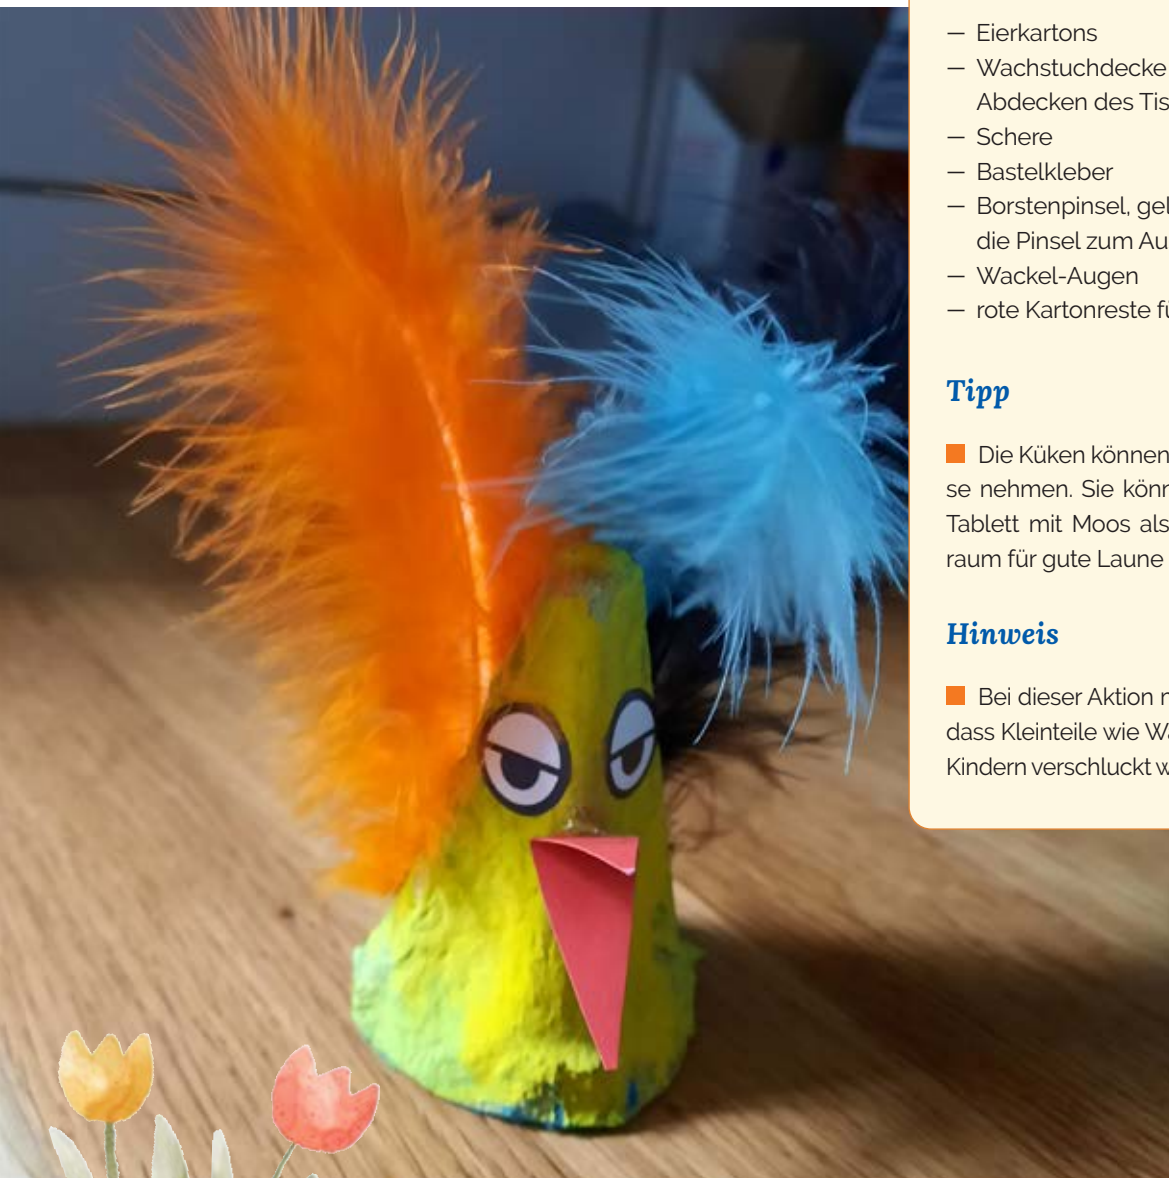 — Eierkartons
— Wachstuchdecke
Abdecken des Tis
— Schere
— Bastelkleber
— Borstenpinsel, gel
die Pinsel zum Au
— Wackel-Augen
— rote Kartonreste fü
Tipp
Die Küken können
se nehmen. Sie könn
Tablett mit Moos als
raum für gute Laune
Hinweis
Bei dieser Aktion m
dass Kleinteile wie Wa
Kindern verschluckt w